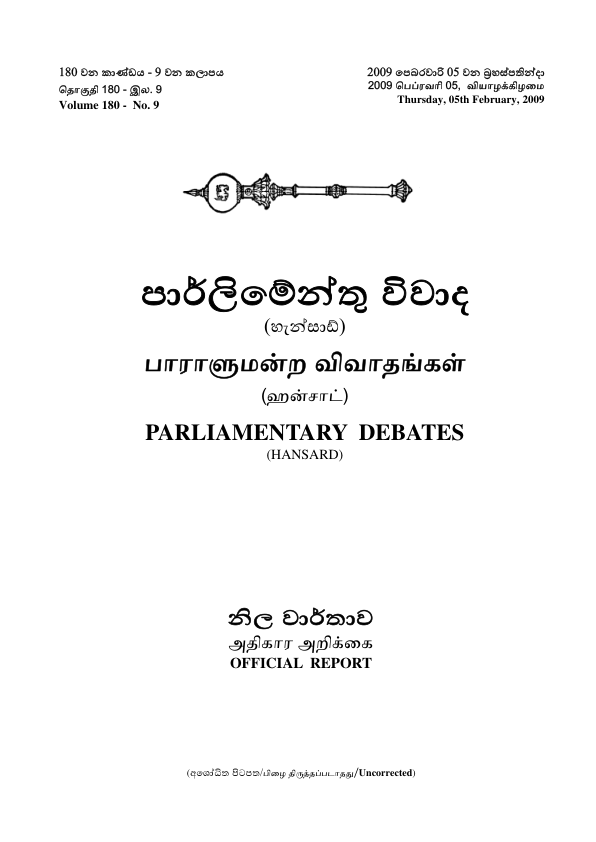 180 වන කාණ්ඩය - 9 වන කලාපය
தொகுதி 180 - இல. 9
Volume 180 - No. 9
2009 පෙබරවාරි 05 වන බ්‍රහස්පතින්දා
2009 பெப்ரவரி 05, வியாழக்கிழமை
Thursday, 05th February, 2009
පාර්ලිමේන්තු විවාද
(හැන්සාඩ්)
பாராளுமன்ற விவாதங்கள்
(ஹன்சாட்)
PARLIAMENTARY DEBATES
(HANSARD)
නිල වාර්තාව
அதிகார அறிக்கை
OFFICIAL REPORT
(අශෝධිත පිටපත/பிழை திருத்தப்படாதது/Uncorrected)